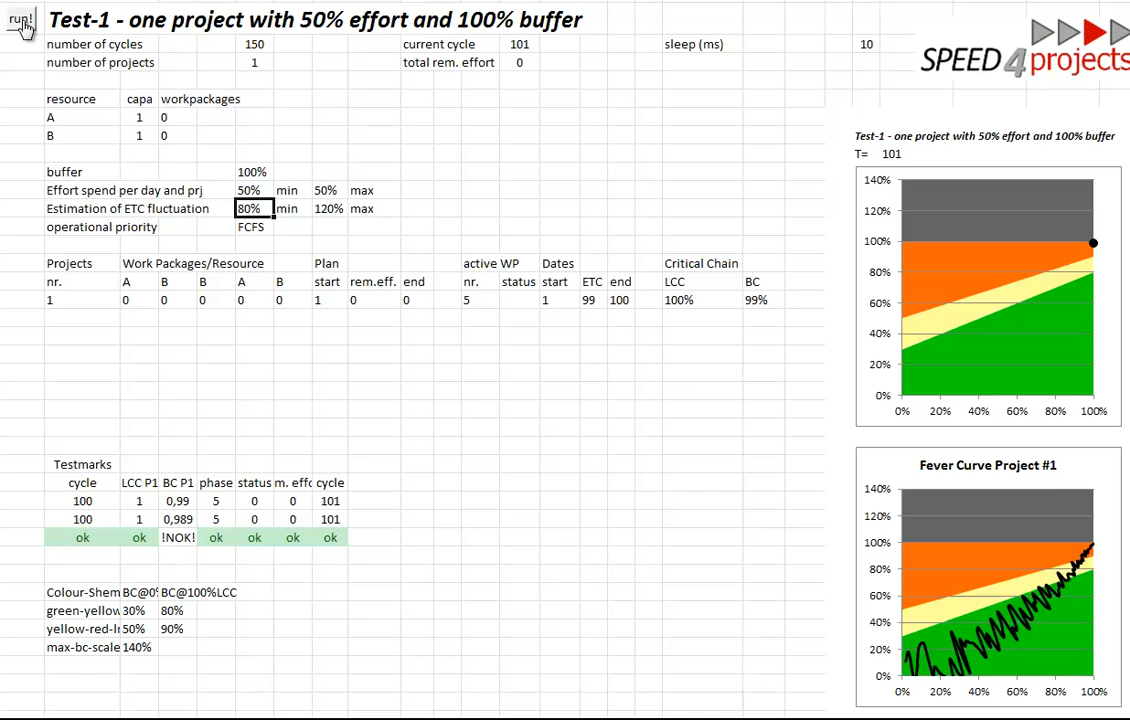 run! Test-1 - one project with 50% effort and 100% buffer
number of cycles 150 current cycle 101 sleep (ms) 10
number of projects 1 total rem. effort 0
SPEED4projects
resource capa workpackages
A 1 0
B 1 0
buffer 100%
Effort spend per day and prj 50% min 50% max
Estimation of ETC fluctuation 80% min 120% max
operational priority FCFS
Projects Work Packages/Resource Plan active WP Dates Critical Chain
nr. A B B A B start rem.eff. end nr. status start ETC end LCC BC
1 0 0 0 0 0 1 0 0 5 1 99 100 100% 99%
Testmarks
cycle LCC P1 BC P1 phase status m. effo cycle
100 1 0,99 5 0 0 101
100 1 0,989 5 0 0 101
ok ok !NOK! ok ok ok ok
Colour-Shem BC@0% BC@100%LCC
green-yellow 30% 80%
yellow-red-li 50% 90%
max-bc-scale 140%
Test-1 - one project with 50% effort and 100% buffer
T= 101
140%
120%
100%
80%
60%
40%
20%
0%
0% 20% 40% 60% 80% 100%
Fever Curve Project #1
140%
120%
100%
80%
60%
40%
20%
0%
0% 20% 40% 60% 80% 100%